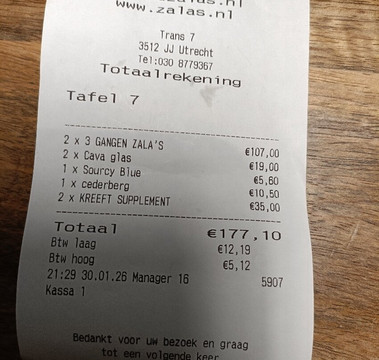 www.zalas.nl
Trans 7
3512 JJ Utrecht
Tel:030 8779367
Totaalrekening
Tafel 7
2 x 3 GANGEN ZALA'S €107,00
2 x Cava glas €19,00
1 x Sourcy Blue €5,60
1 x cederberg €10,50
2 x KREEFT SUPPLEMENT €35,00
Totaal €177,10
Btw laag €12,19
Btw hoog €5,12
21:29 30.01.26 Manager 16 5907
Kassa 1
Bedankt voor uw bezoek en graag
tot een volgende keer